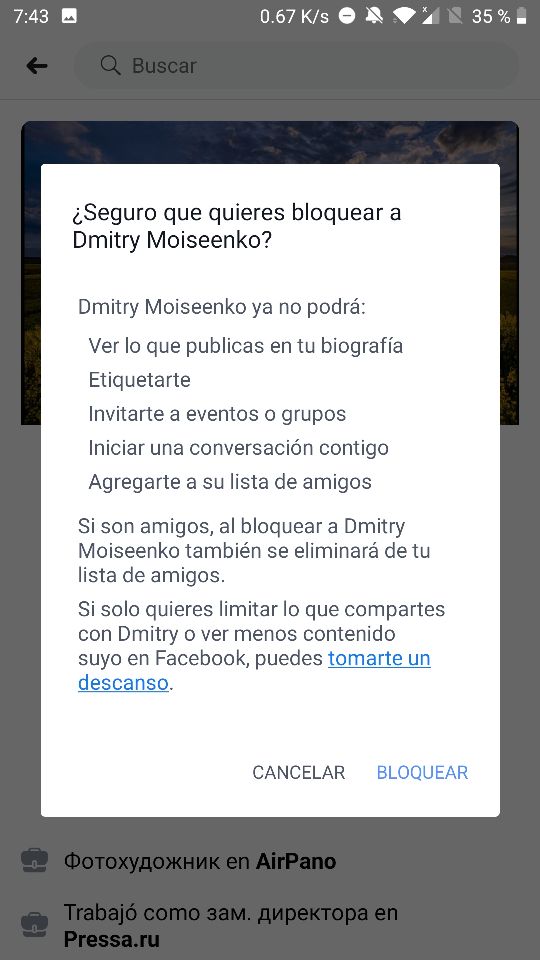 7:43 0.67 K/s 35 %
Buscar
¿Seguro que quieres bloquear a
Dmitry Moiseenko?
Dmitry Moiseenko ya no podrá:
Ver lo que publicas en tu biografía
Etiquetarte
Invitarte a eventos o grupos
Iniciar una conversación contigo
Agregarte a su lista de amigos
Si son amigos, al bloquear a Dmitry
Moiseenko también se eliminará de tu
lista de amigos.
Si solo quieres limitar lo que compartes
con Dmitry o ver menos contenido
suyo en Facebook, puedes tomarte un
descanso.
CANCELAR BLOQUEAR
Фотохудожник en AirPano
Trabajó como зам. директора en
Pressa.ru